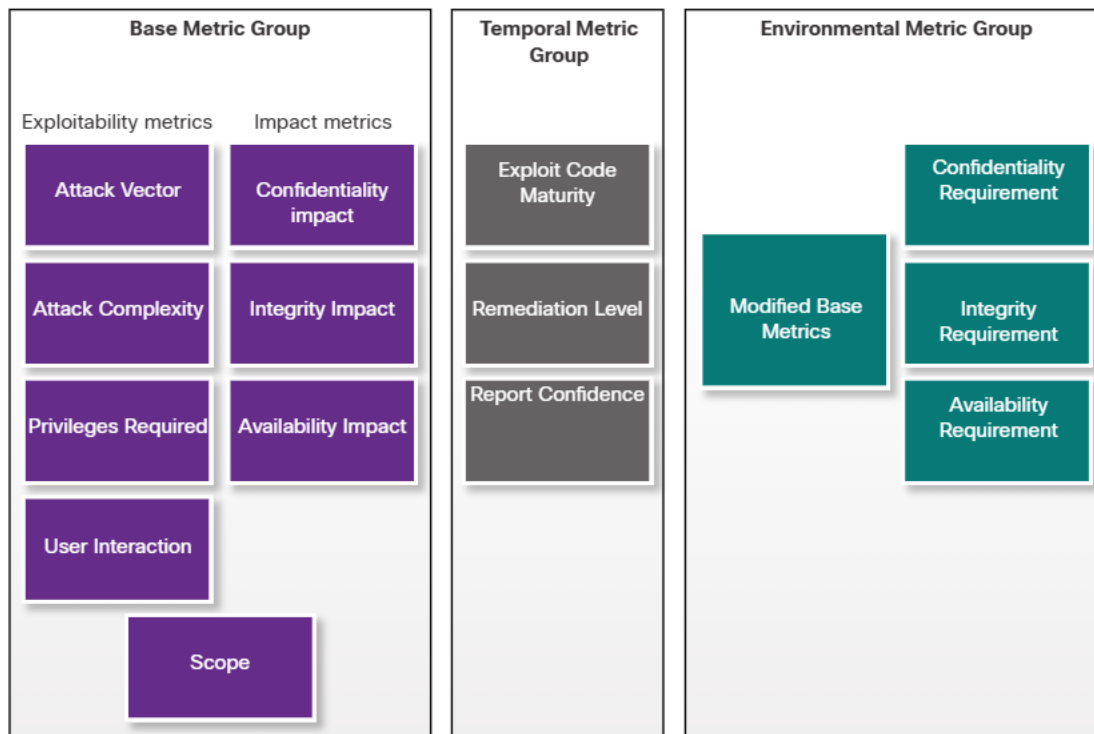 Base Metric Group
Exploitability metrics
Impact metrics
Attack Vector
Confidentiality
impact
Attack Complexity
Integrity Impact
Privileges Required
Availability Impact
User Interaction
Scope
Temporal Metric
Group
Exploit Code
Maturity
Remediation Level
Report Confidence
Environmental Metric Group
Modified Base
Metrics
Confidentiality
Requirement
Integrity
Requirement
Availability
Requirement